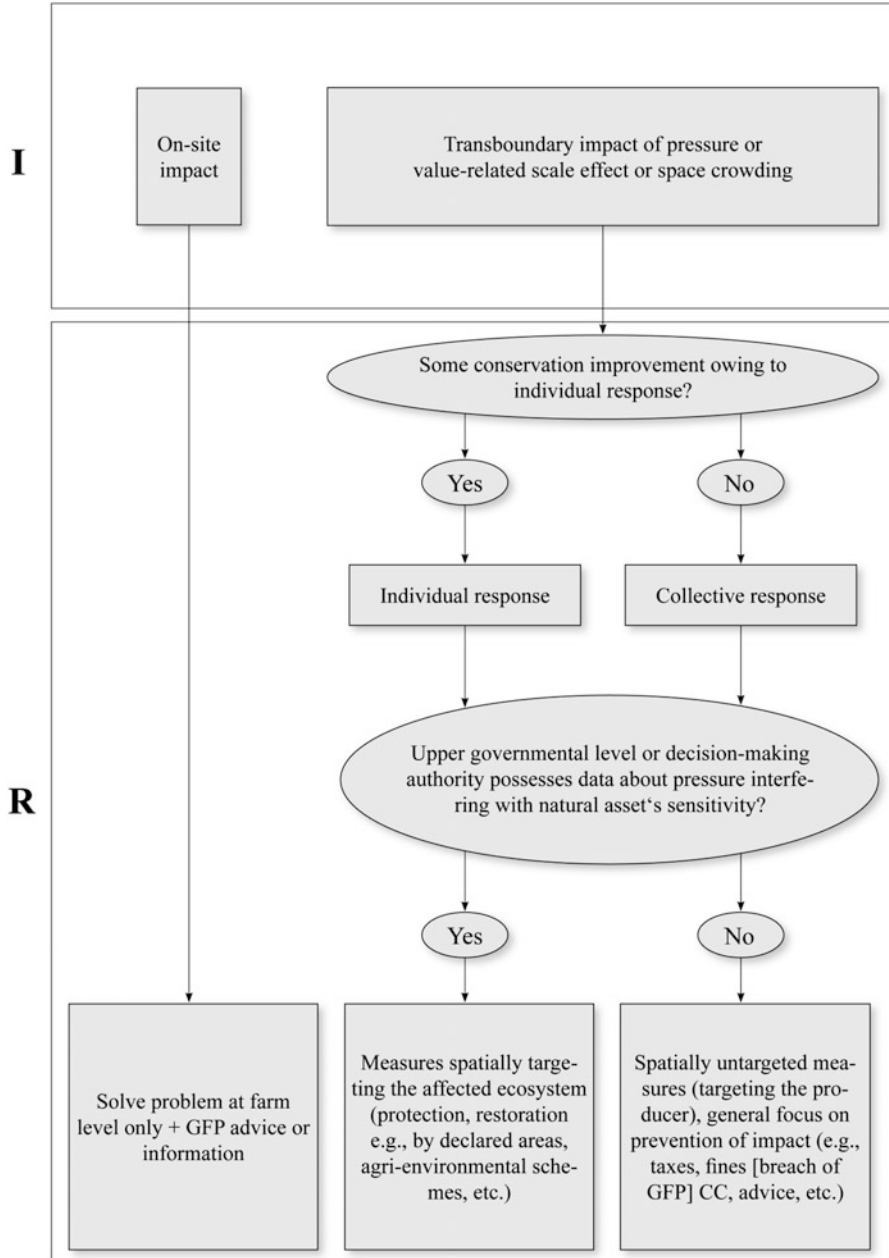 I
On-site
impact
Transboundary impact of pressure or
value-related scale effect or space crowding
R
Some conservation improvement owing to
individual response?
Yes
No
Individual response
Collective response
Upper governmental level or decision-making
authority possesses data about pressure interfe-
ring with natural asset‘s sensitivity?
Yes
No
Solve problem at farm
level only + GFP advice or
information
Measures spatially targe-
ting the affected ecosystem
(protection, restoration
e.g., by declared areas,
agri-environmental sche-
mes, etc.)
Spatially untargeted mea-
sures (targeting the pro-
ducer), general focus on
prevention of impact (e.g.,
taxes, fines [breach of
GFP] CC, advice, etc.)